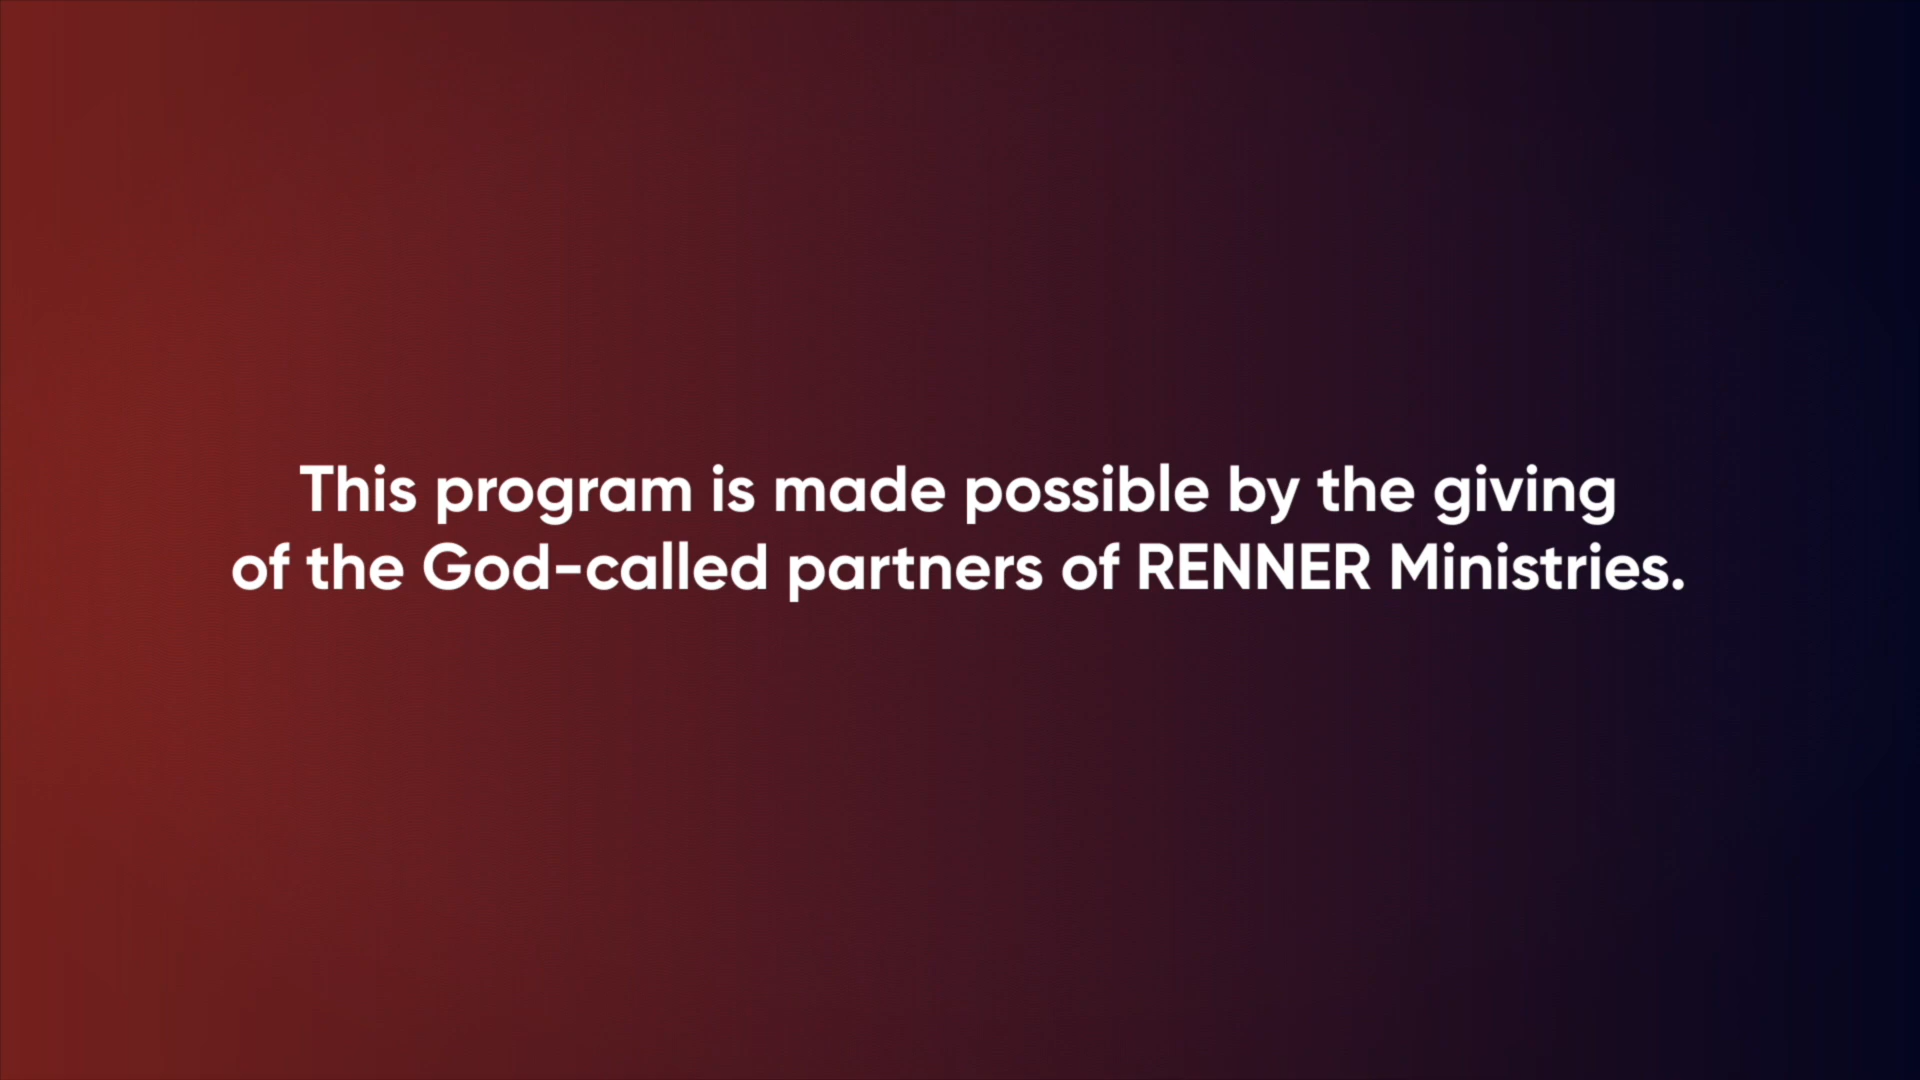 This program is made possible by the giving
of the God-called partners of RENNER Ministries.